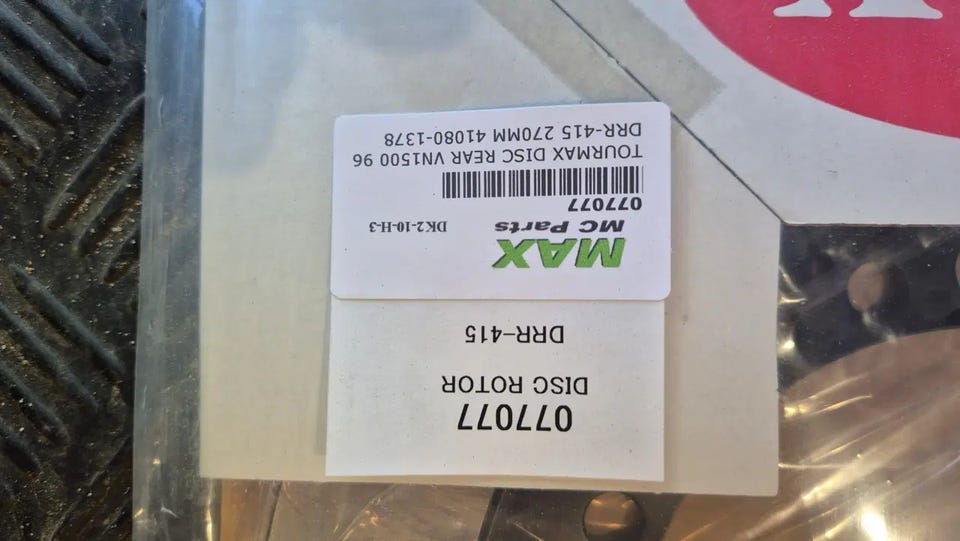 077077
DISC ROTOR
DRR-415
MAX
MC Parts DK2-10-H-3
077077
TOURMAX DISC REAR VN1500 96
DRR-415 270MM 41080-1378